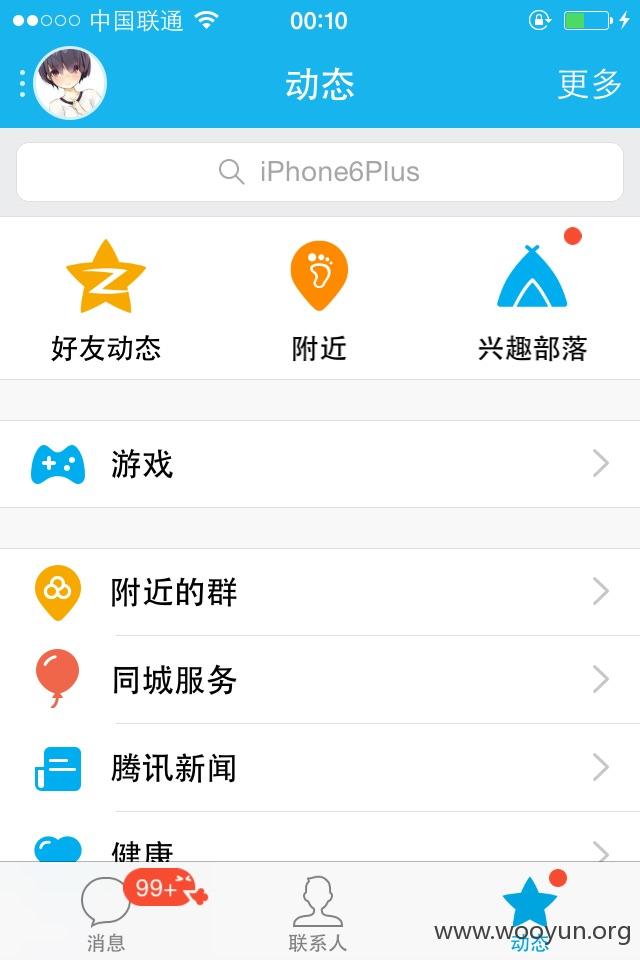 中国联通 00:10
动态 更多
iPhone6Plus
好友动态 附近 兴趣部落
游戏
附近的群
同城服务
腾讯新闻
健康
99+
消息 联系人 动态
www.wooyun.org